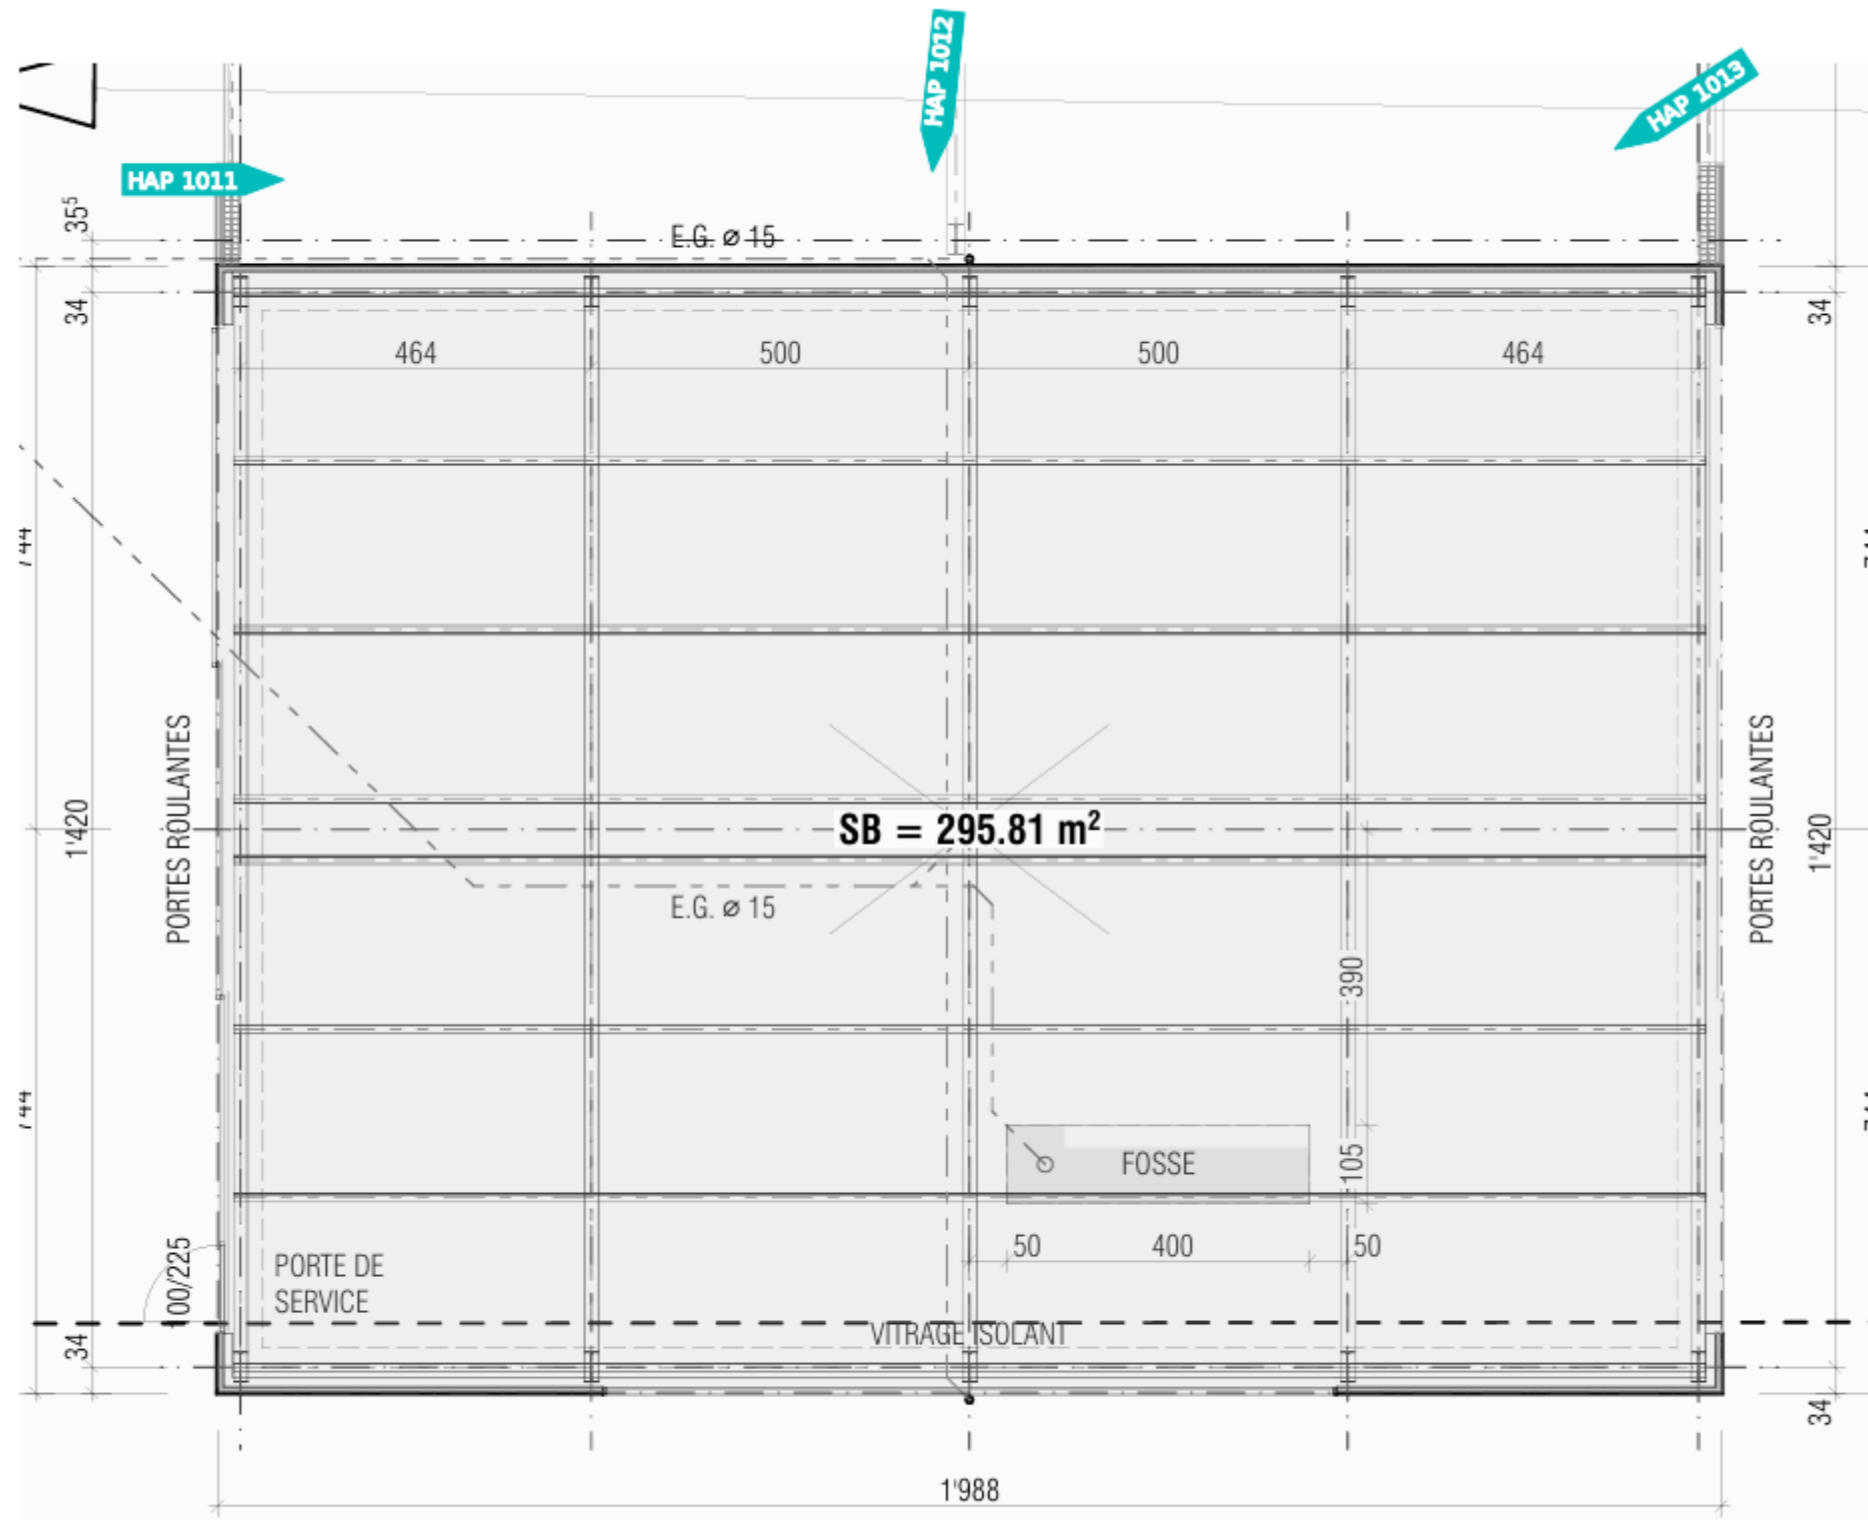 HAP 1012
HAP 1013
HAP 1011
35⁵
E.G. ⌀ 15
34
34
464
500
500
464
744
PORTES ROULANTES
1'420
SB = 295.81 m²
PORTES ROULANTES
1'420
E.G. ⌀ 15
390
744
105
FOSSE
50
400
50
100/225
PORTE DE
SERVICE
VITRAGE ISOLANT
34
34
1'988